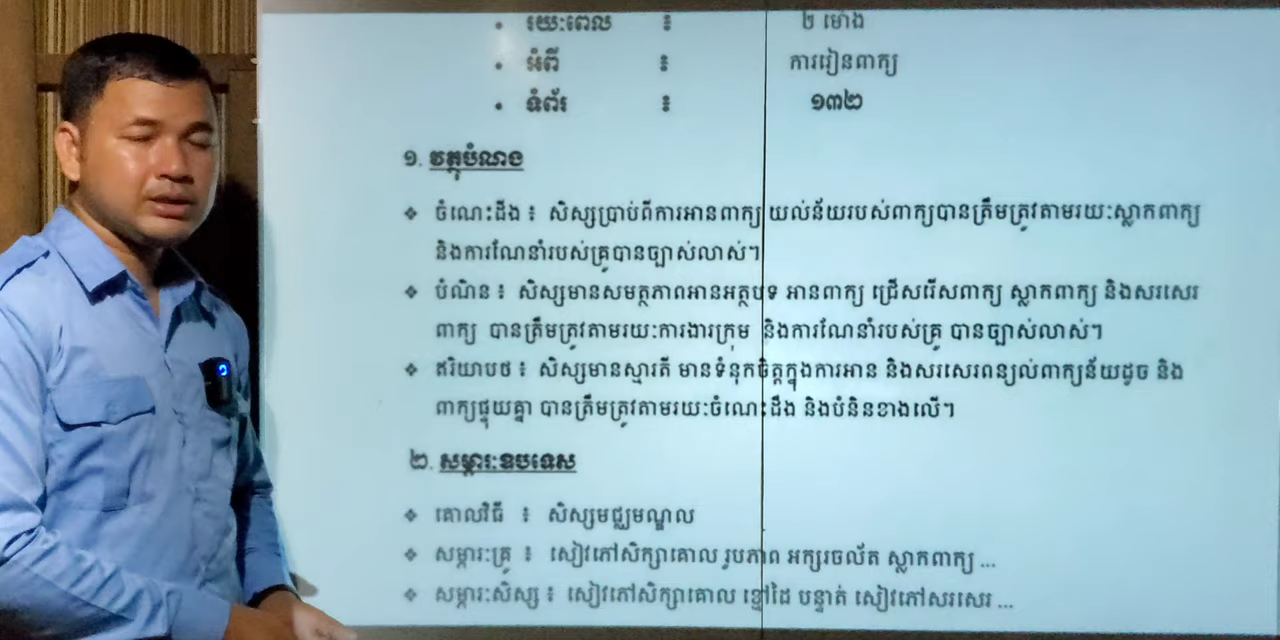 • រយៈពេល ៖ ២ ម៉ោង
• អំពី ៖ ការរៀនពាក្យ
• ទំព័រ ៖ ១៣២
១. វត្ថុបំណង
❖ ចំណេះដឹង ៖ សិស្សប្រាប់ពីការអានពាក្យ យល់ន័យរបស់ពាក្យបានត្រឹមត្រូវតាមរយៈស្លាកពាក្យ
និងការណែនាំរបស់គ្រូបានច្បាស់លាស់។
❖ បំណិន ៖ សិស្សមានសមត្ថភាពអានអត្ថបទ អានពាក្យ ជ្រើសរើសពាក្យ ស្លាកពាក្យ និងសរសេរ
ពាក្យ បានត្រឹមត្រូវតាមរយៈការងារក្រុម និងការណែនាំរបស់គ្រូ បានច្បាស់លាស់។
❖ ឥរិយាបថ ៖ សិស្សមានស្មារតី មានទំនុកចិត្តក្នុងការអាន និងសរសេរពន្យល់ពាក្យន័យដូច និង
ពាក្យផ្ទុយគ្នា បានត្រឹមត្រូវតាមរយៈចំណេះដឹង និងបំនិនខាងលើ។
២. សម្ភារៈឧបទេស
❖ គោលវិធី ៖ សិស្សមជ្ឈមណ្ឌល
❖ សម្ភារៈគ្រូ ៖ សៀវភៅសិក្សាគោល រូបភាព អក្សរចល័ត ស្លាកពាក្យ ...
❖ សម្ភារៈសិស្ស ៖ សៀវភៅសិក្សាគោល ខ្មៅដៃ បន្ទាត់ សៀវភៅសរសេរ ...